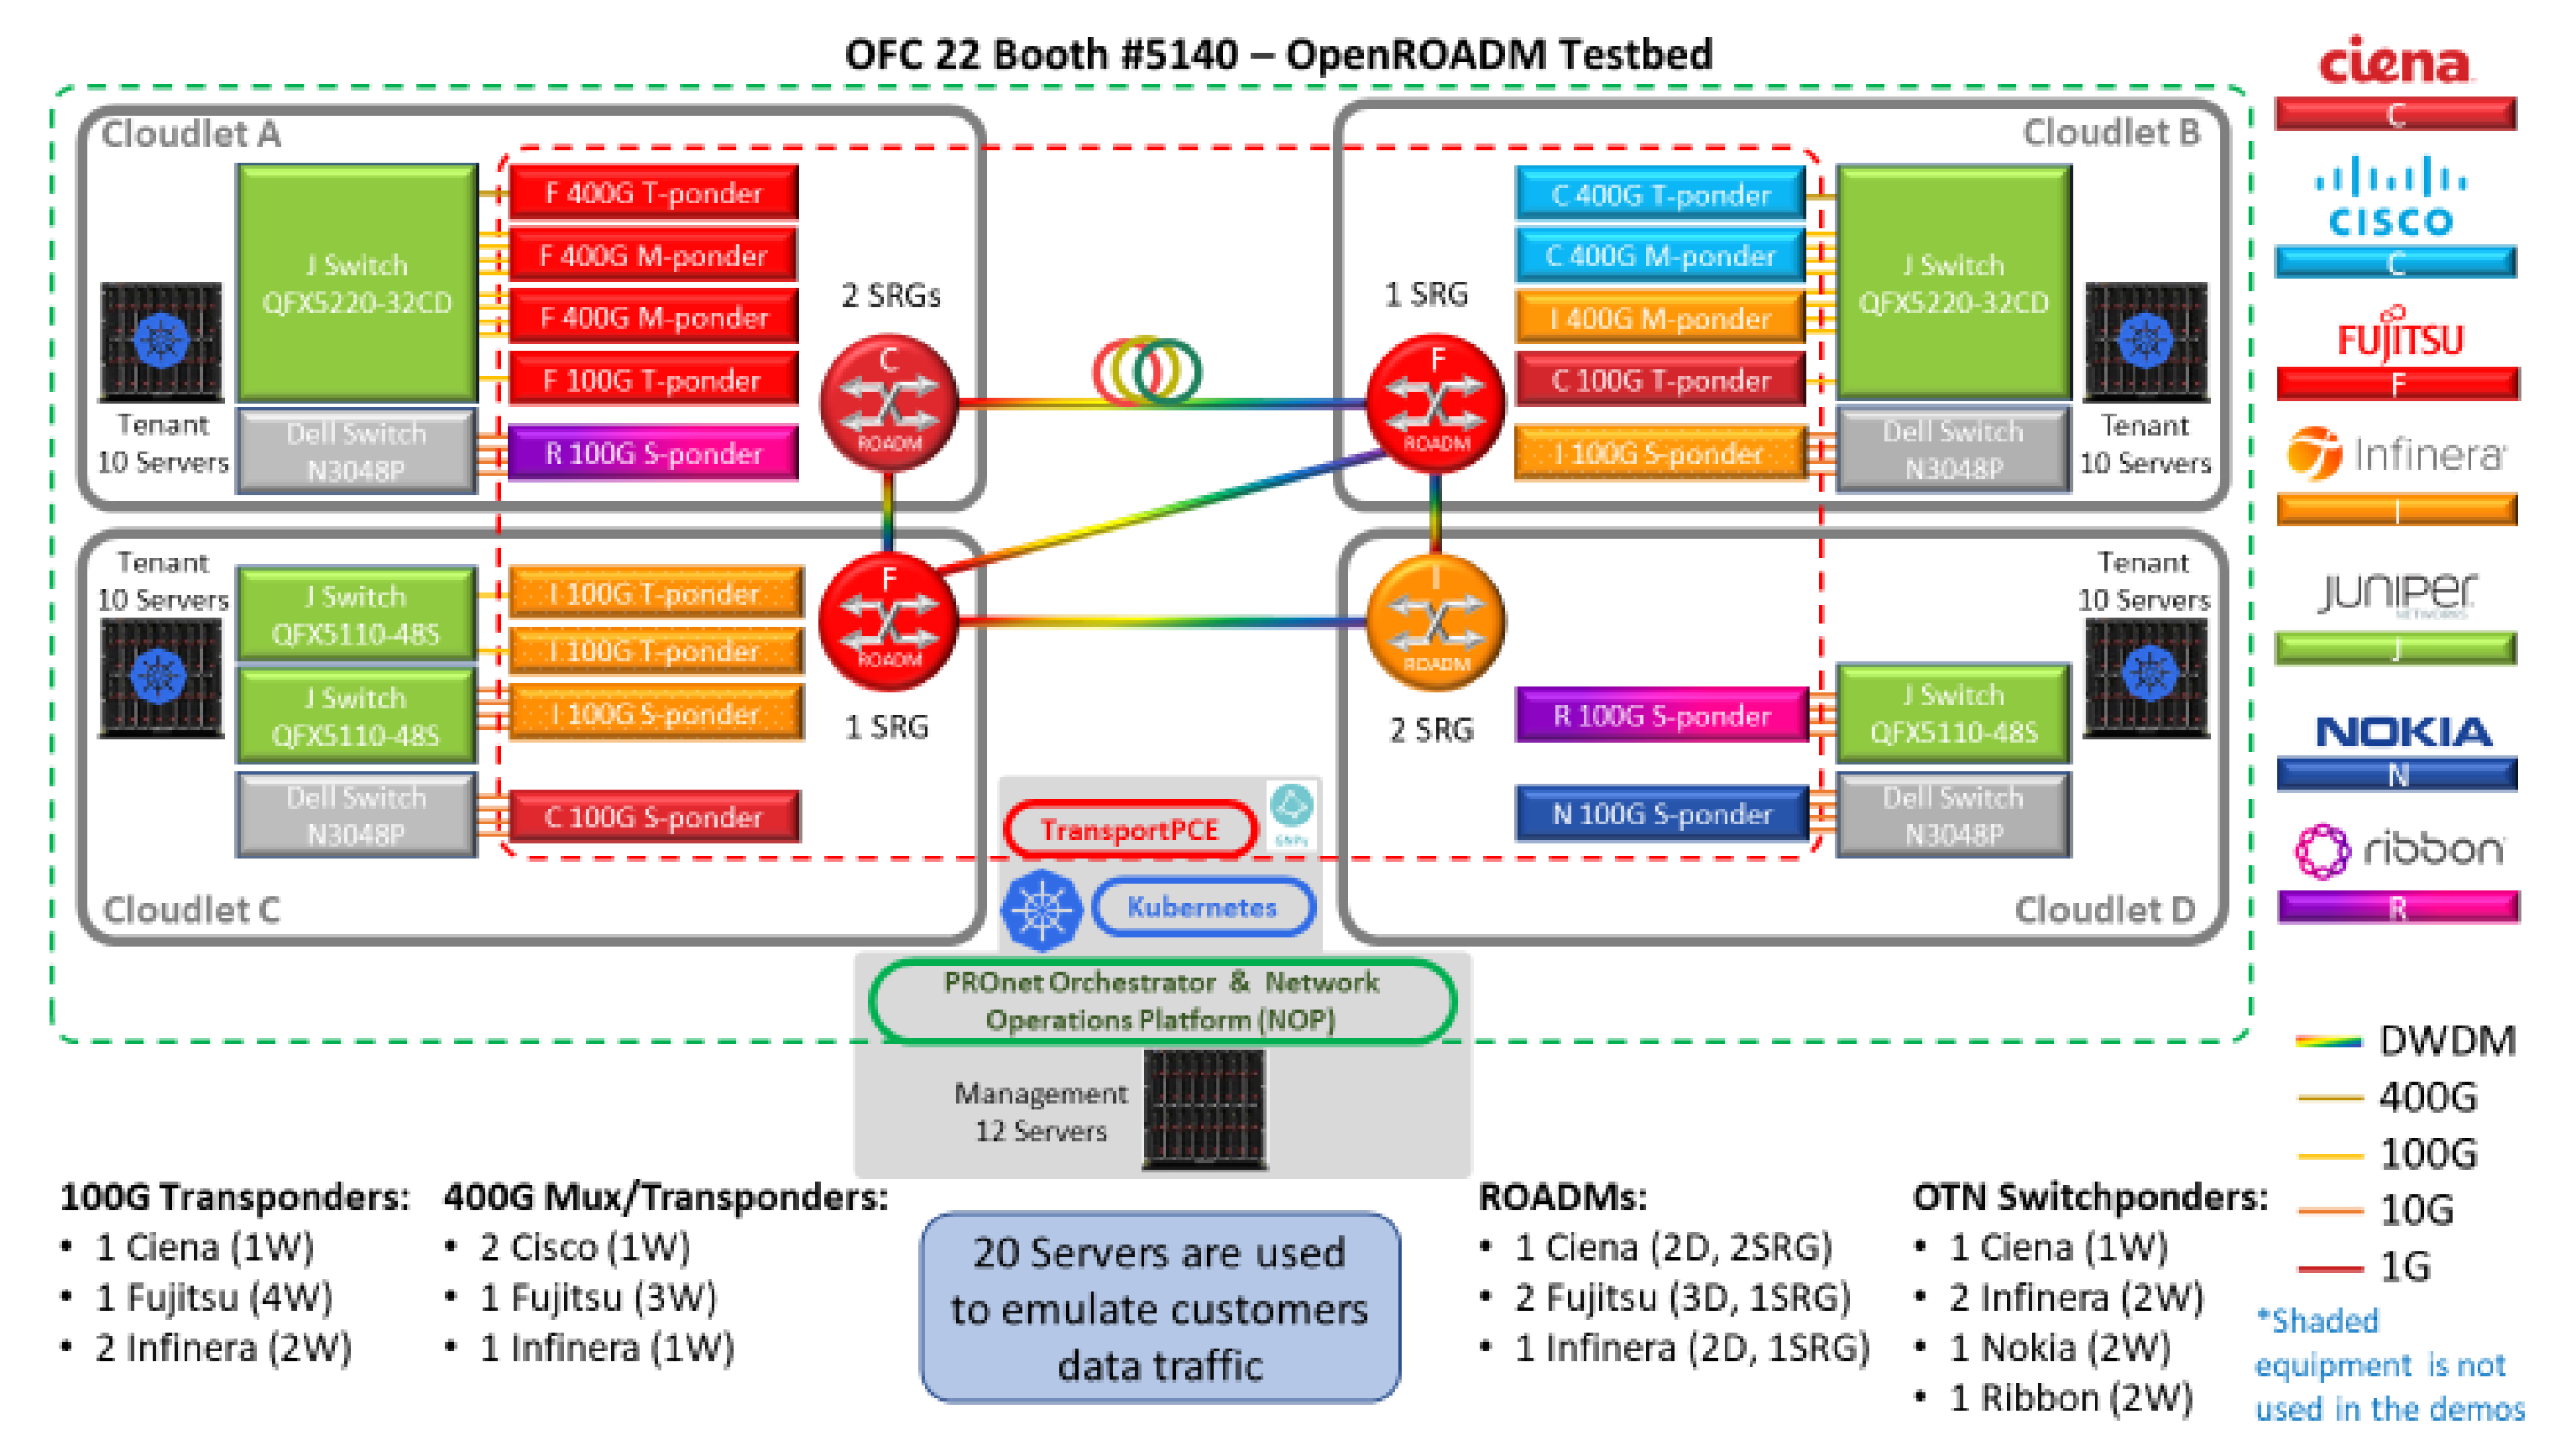 OFC 22 Booth #5140 – OpenROADM Testbed
Cloudlet A
F 400G T-ponder
F 400G M-ponder
F 400G M-ponder
F 100G T-ponder
R 100G S-ponder
J Switch
QFX5220-32CD
Dell Switch
N3048P
Tenant
10 Servers
2 SRGs
C
ROADM
Cloudlet B
1 SRG
F
ROADM
C 400G T-ponder
C 400G M-ponder
I 400G M-ponder
C 100G T-ponder
I 100G S-ponder
J Switch
QFX5220-32CD
Dell Switch
N3048P
Tenant
10 Servers
Tenant
10 Servers
J Switch
QFX5110-48S
J Switch
QFX5110-48S
Dell Switch
N3048P
I 100G T-ponder
I 100G T-ponder
I 100G S-ponder
C 100G S-ponder
F
ROADM
1 SRG
Cloudlet C
I
ROADM
2 SRG
R 100G S-ponder
N 100G S-ponder
J Switch
QFX5110-48S
Dell Switch
N3048P
Tenant
10 Servers
Cloudlet D
TransportPCE
GNPy
Kubernetes
PROnet Orchestrator & Network
Operations Platform (NOP)
Management
12 Servers
ciena
C
CISCO
C
FUJITSU
F
Infinera
I
JUNIPER
NETWORKS
J
NOKIA
N
ribbon
R
DWDM
400G
100G
10G
1G
*Shaded
equipment is not
used in the demos
100G Transponders:
• 1 Ciena (1W)
• 1 Fujitsu (4W)
• 2 Infinera (2W)
400G Mux/Transponders:
• 2 Cisco (1W)
• 1 Fujitsu (3W)
• 1 Infinera (1W)
20 Servers are used
to emulate customers
data traffic
ROADMs:
• 1 Ciena (2D, 2SRG)
• 2 Fujitsu (3D, 1SRG)
• 1 Infinera (2D, 1SRG)
OTN Switchponders:
• 1 Ciena (1W)
• 2 Infinera (2W)
• 1 Nokia (2W)
• 1 Ribbon (2W)